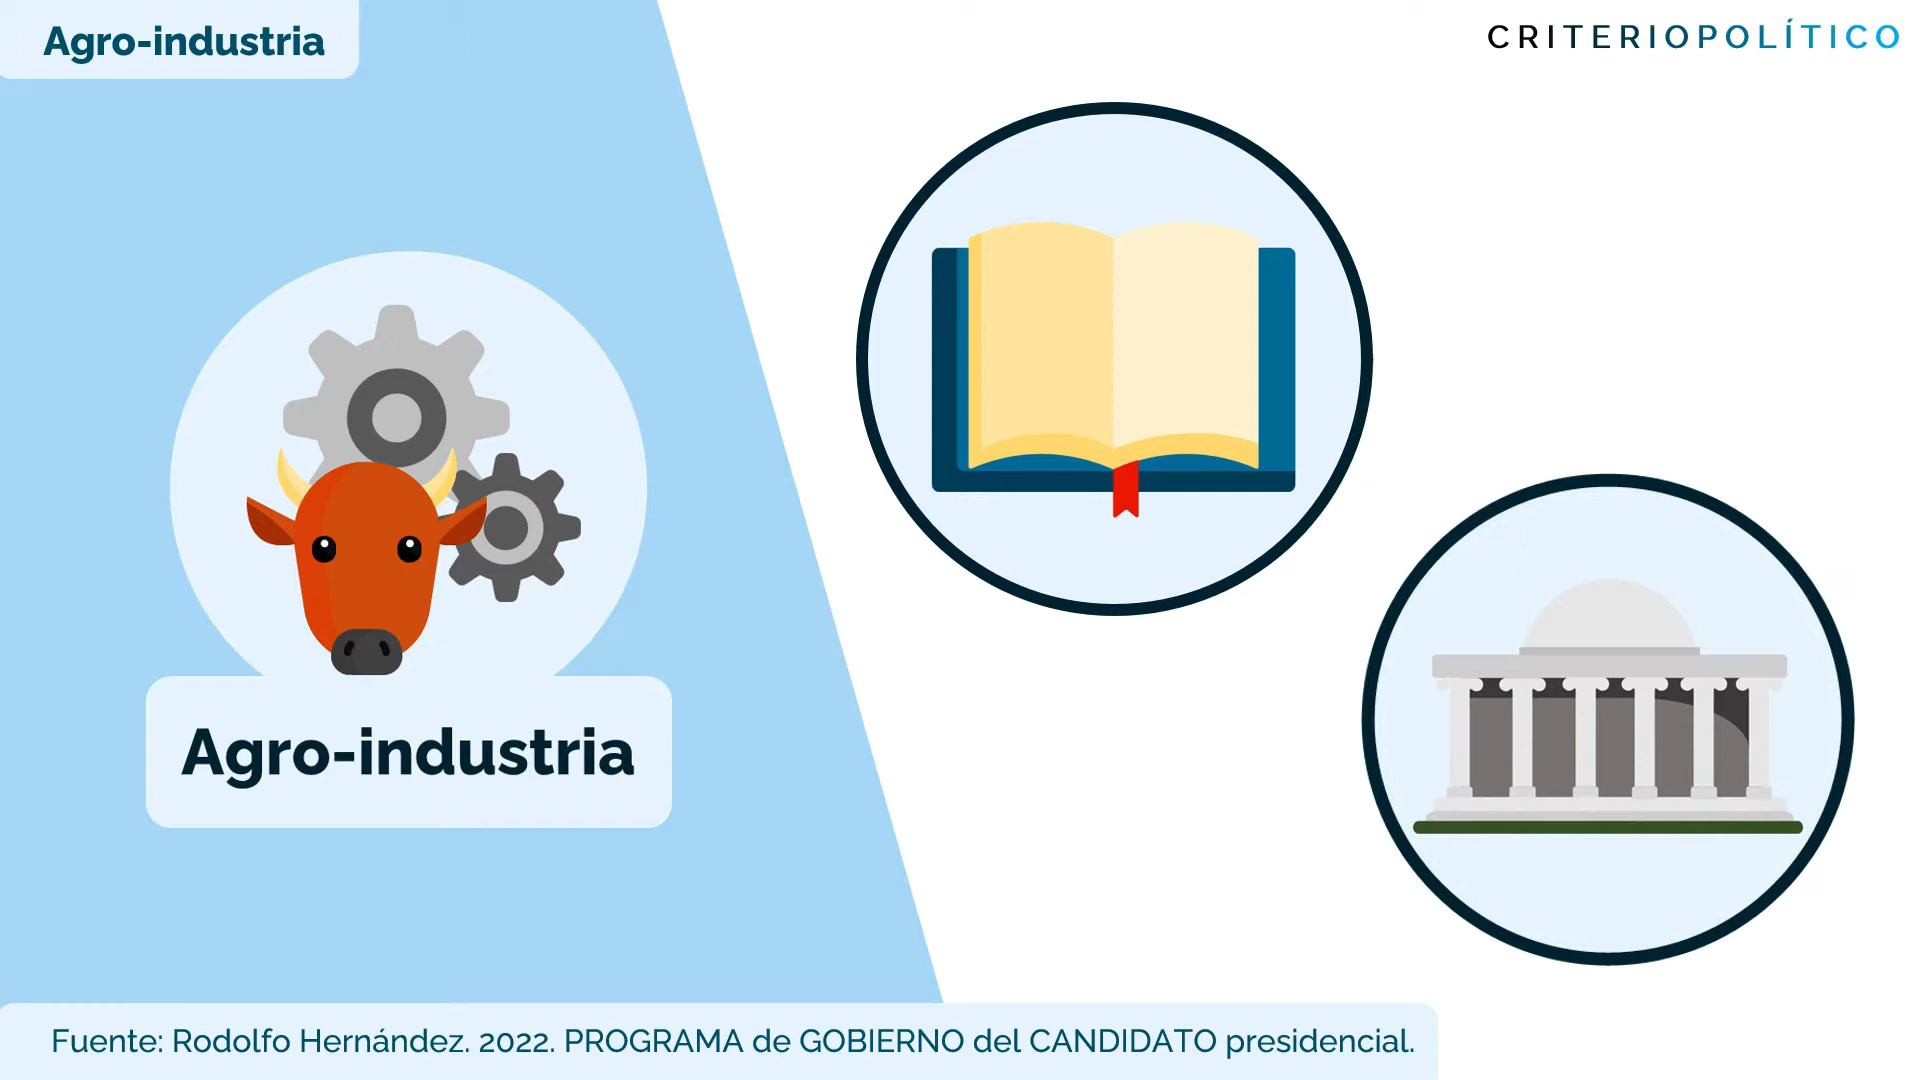 Agro-industria
CRITERIOPOLÍTICO
Agro-industria
Fuente: Rodolfo Hernández. 2022. PROGRAMA de GOBIERNO del CANDIDATO presidencial.